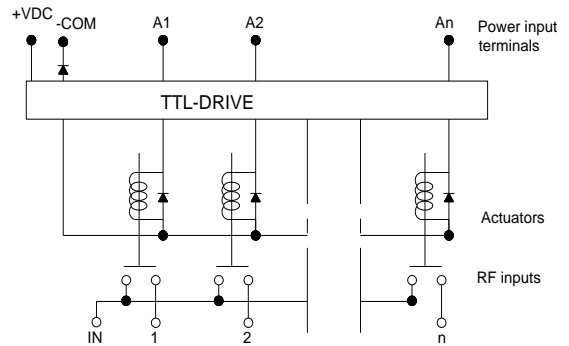 +VDC
-COM
A1
A2
An
Power input
terminals
TTL-DRIVE
Actuators
RF inputs
IN
1
2
n